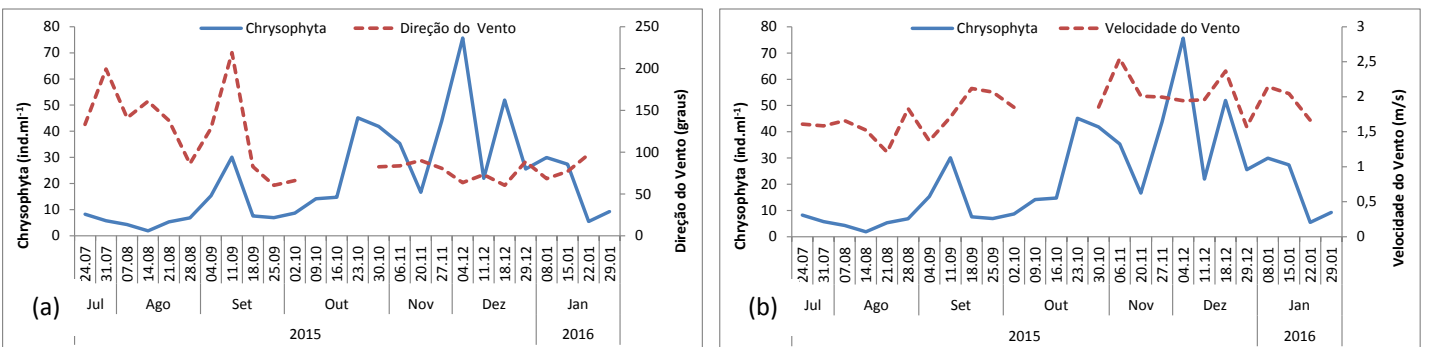 Chrysophyta Direção do Vento
80
70
60
50
40
30
20
10
0
Chrysophyta (ind.ml⁻¹)
250
200
150
100
50
0
Direção do Vento (graus)
24.07 31.07 07.08 14.08 21.08 28.08 04.09 11.09 18.09 25.09 02.10 09.10 16.10 23.10 30.10 06.11 20.11 27.11 04.12 11.12 18.12 29.12 08.01 15.01 22.01 29.01
Jul Ago Set Out Nov Dez Jan
2015 2016
(a)
Chrysophyta Velocidade do Vento
80
70
60
50
40
30
20
10
0
Chrysophyta (ind.ml⁻¹)
3
2,5
2
1,5
1
0,5
0
Velocidade do Vento (m/s)
24.07 31.07 07.08 14.08 21.08 28.08 04.09 11.09 18.09 25.09 02.10 09.10 16.10 23.10 30.10 06.11 20.11 27.11 04.12 11.12 18.12 29.12 08.01 15.01 22.01 29.01
Jul Ago Set Out Nov Dez Jan
2015 2016
(b)